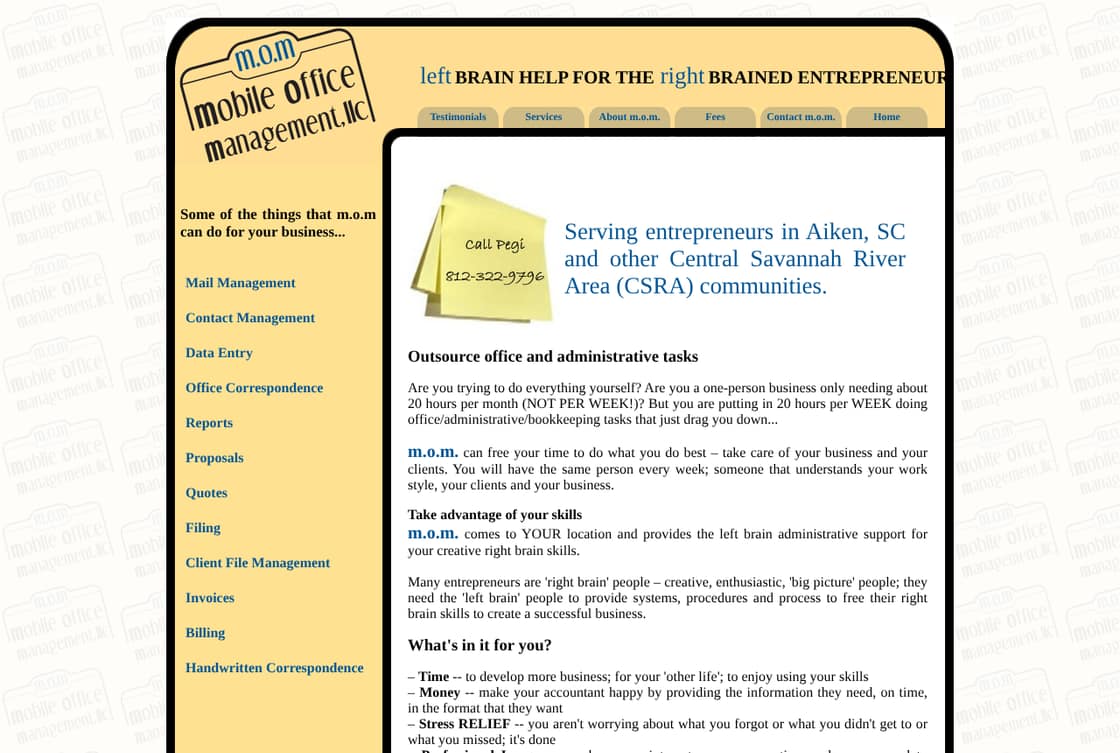 m.o.m
mobile office
management,llc
left BRAIN HELP FOR THE right BRAINED ENTREPRENEUR
Testimonials
Services
About m.o.m.
Fees
Contact m.o.m.
Home
Some of the things that m.o.m
can do for your business...
Mail Management
Contact Management
Data Entry
Office Correspondence
Reports
Proposals
Quotes
Filing
Client File Management
Invoices
Billing
Handwritten Correspondence
Call Pegi
812-322-9796
Serving entrepreneurs in Aiken, SC
and other Central Savannah River
Area (CSRA) communities.
Outsource office and administrative tasks
Are you trying to do everything yourself? Are you a one-person business only needing about
20 hours per month (NOT PER WEEK!)? But you are putting in 20 hours per WEEK doing
office/administrative/bookkeeping tasks that just drag you down...
m.o.m. can free your time to do what you do best – take care of your business and your
clients. You will have the same person every week; someone that understands your work
style, your clients and your business.
Take advantage of your skills
m.o.m. comes to YOUR location and provides the left brain administrative support for
your creative right brain skills.
Many entrepreneurs are 'right brain' people – creative, enthusiastic, 'big picture' people; they
need the 'left brain' people to provide systems, procedures and process to free their right
brain skills to create a successful business.
What's in it for you?
– Time -- to develop more business; for your 'other life'; to enjoy using your skills
– Money -- make your accountant happy by providing the information they need, on time,
in the format that they want
– Stress RELIEF -- you aren't worrying about what you forgot or what you didn't get to or
what you missed; it's done